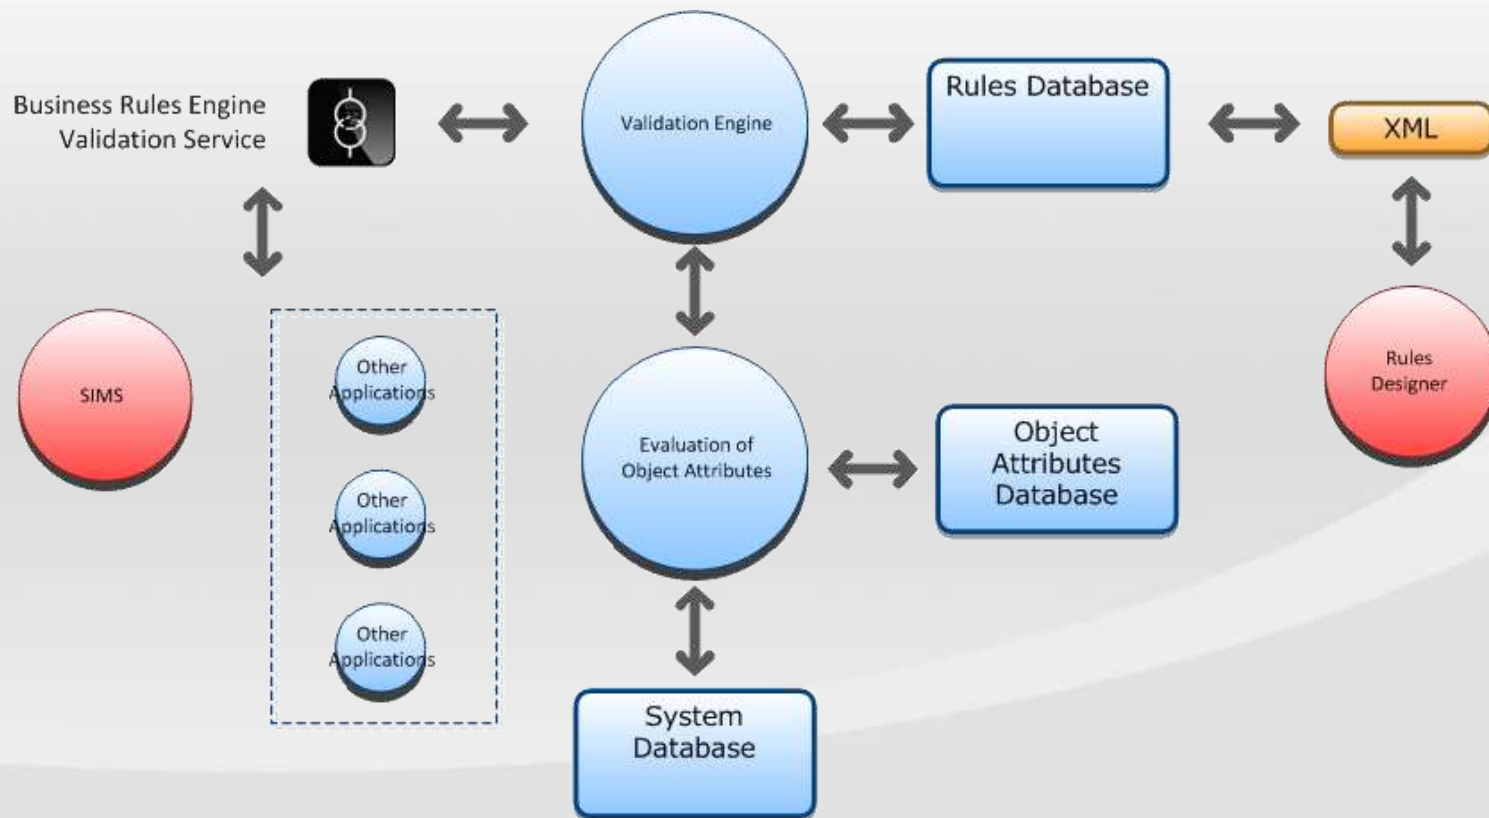 Business Rules Engine
Validation Service
Validation Engine
Rules Database
XML
SIMS
Other
Applications
Other
Applications
Other
Applications
Evaluation of
Object Attributes
Object
Attributes
Database
Rules
Designer
System
Database